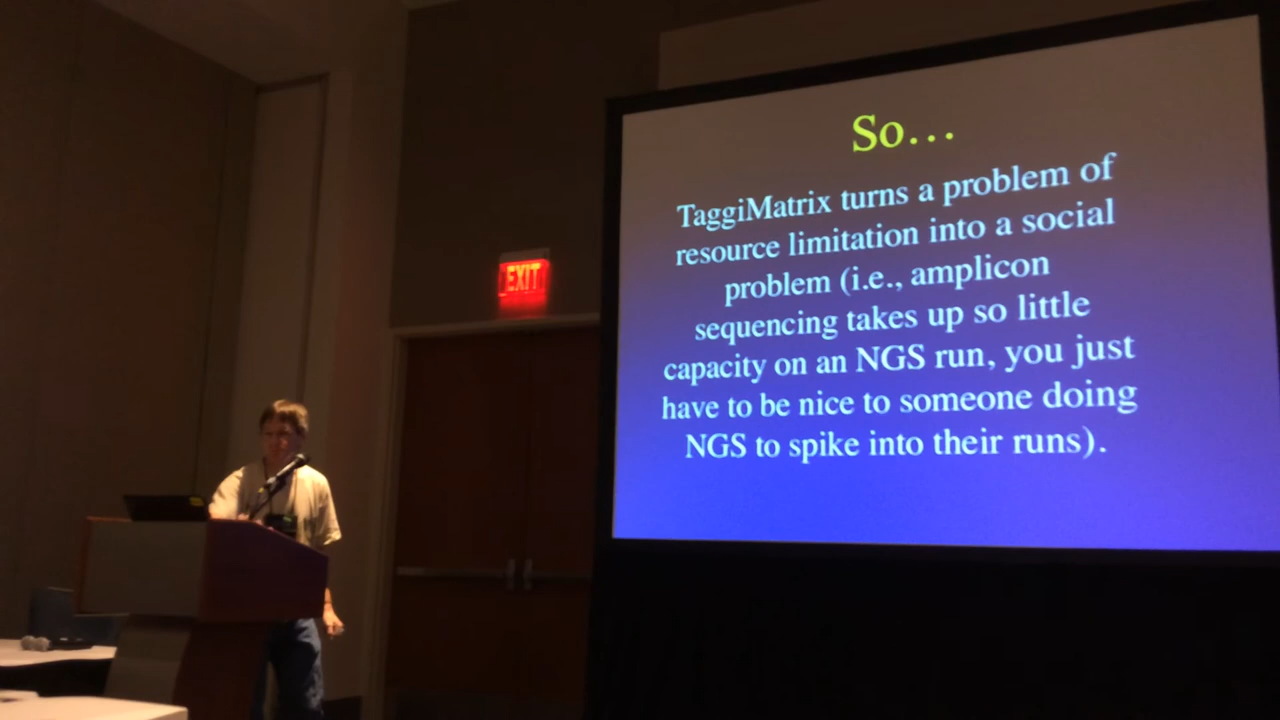 So...
TaggiMatrix turns a problem of
resource limitation into a social
problem (i.e., amplicon
sequencing takes up so little
capacity on an NGS run, you just
have to be nice to someone doing
NGS to spike into their runs).
EXIT